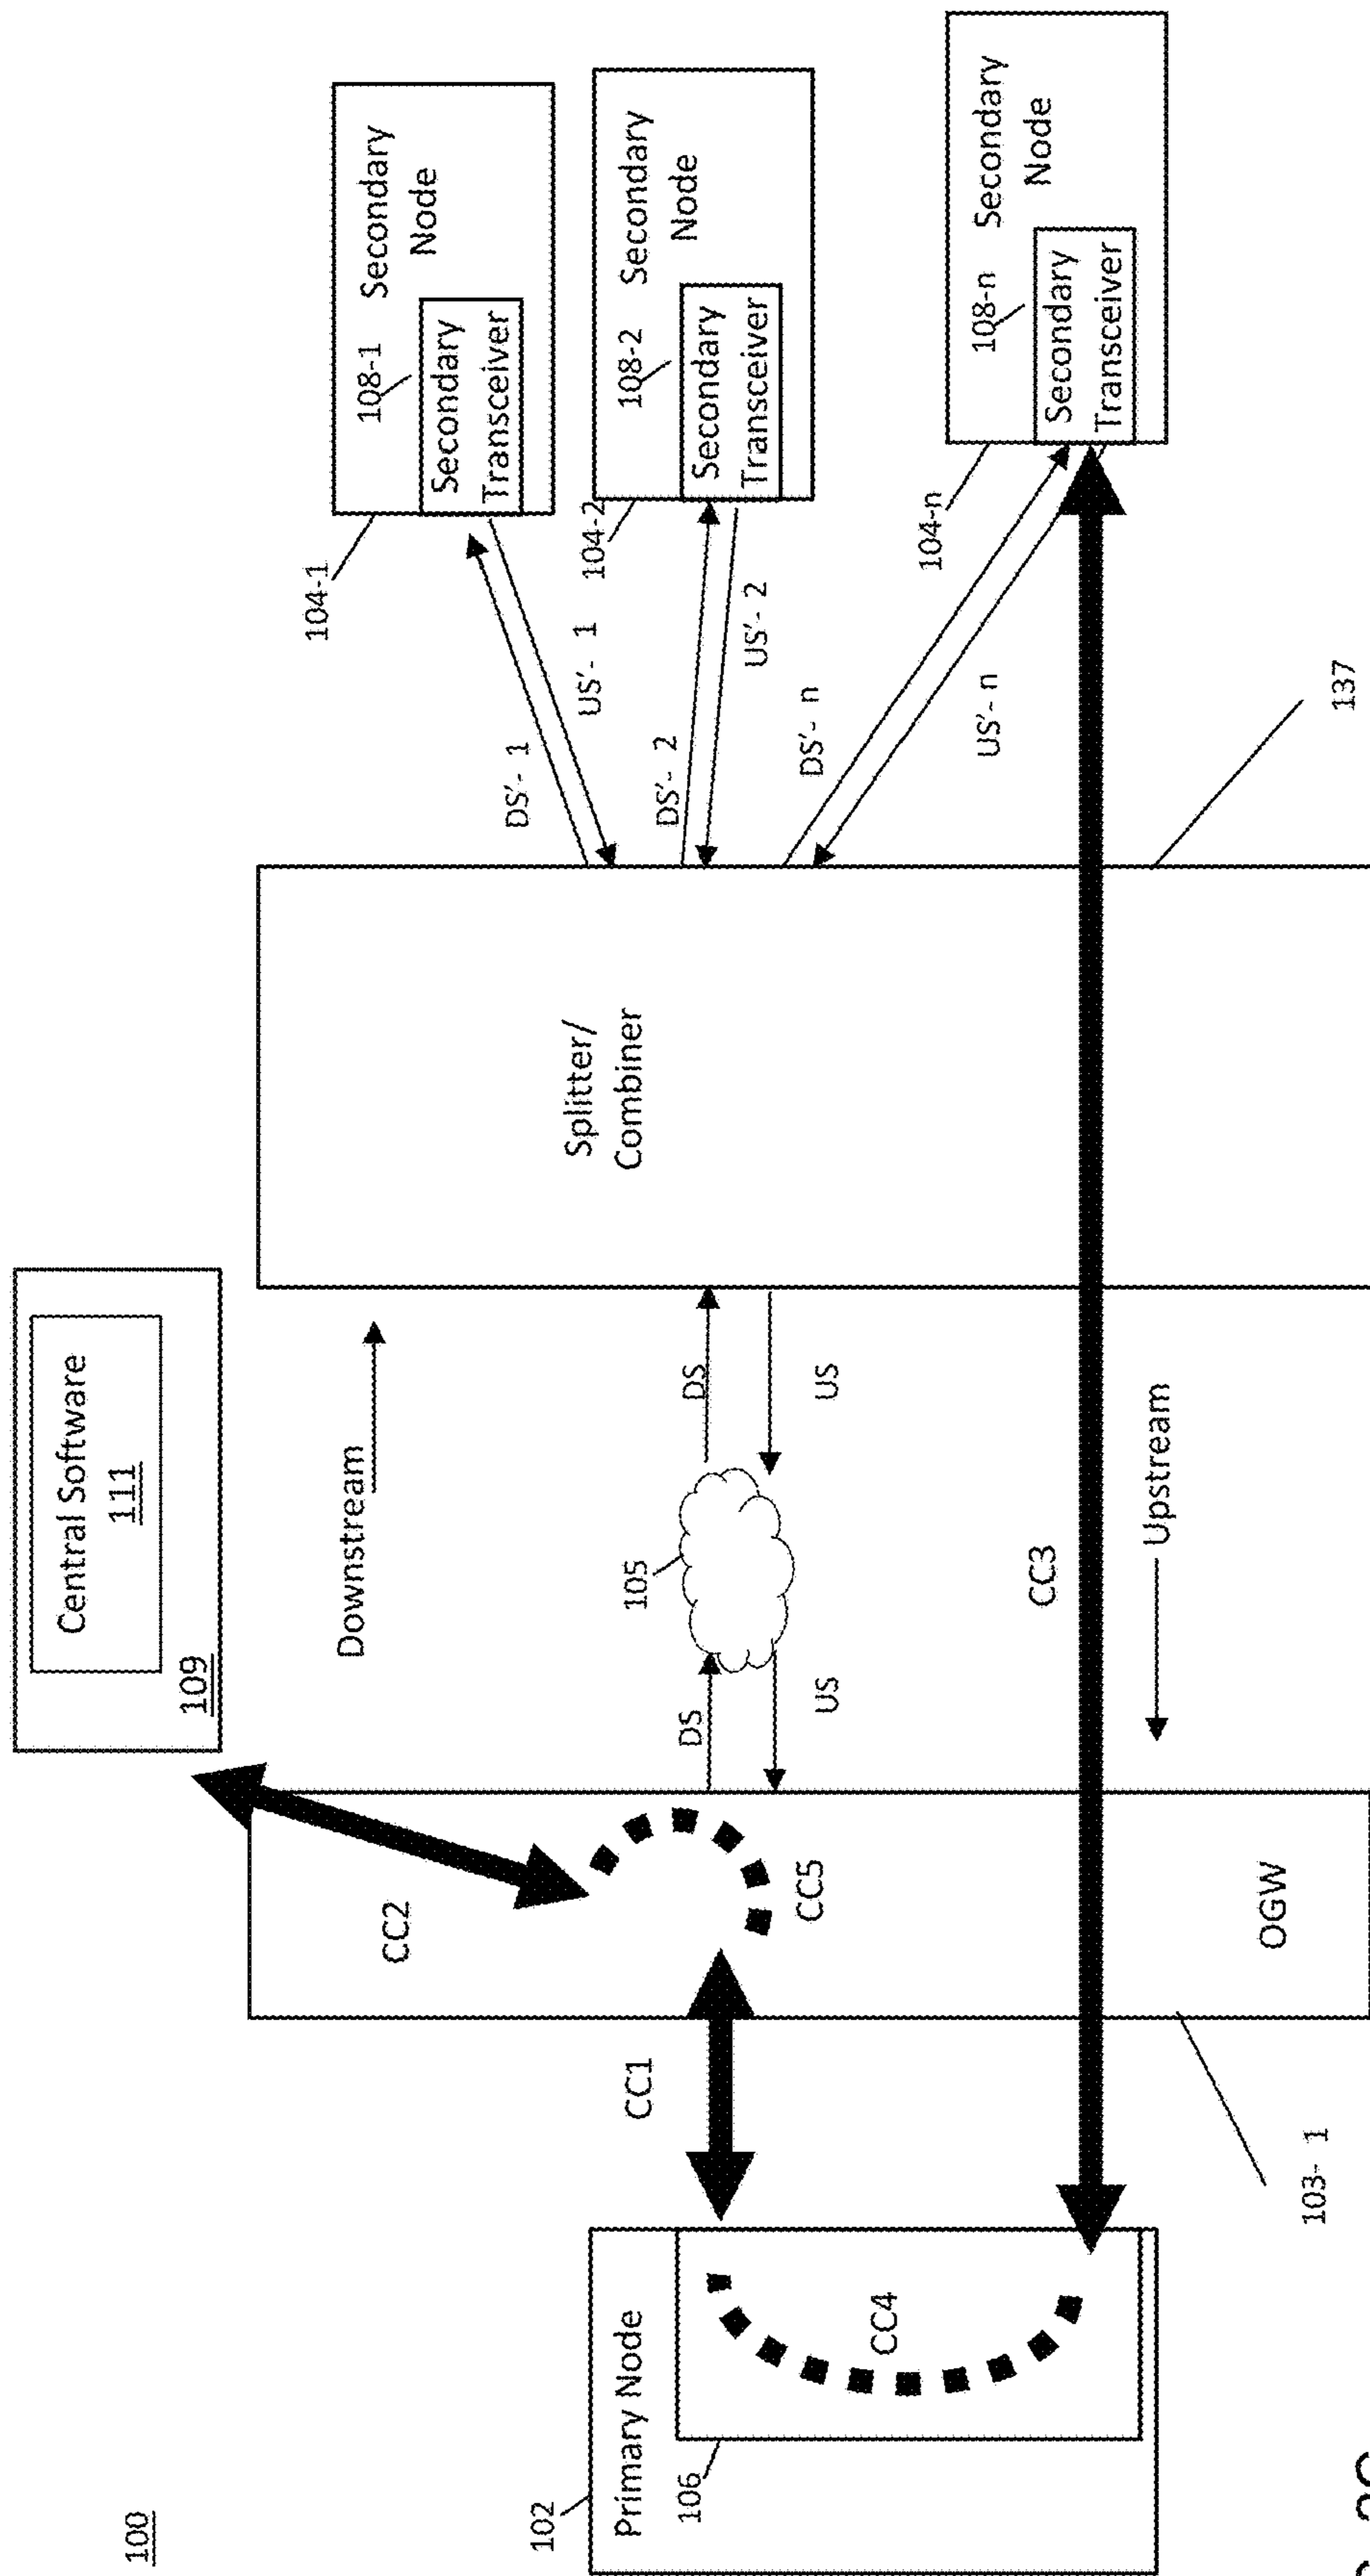 100
Central Software
111
109
Downstream
CC2
CC1
CC5
OGW
103- 1
102
Primary Node
106
CC4
DS
US
105
DS
US
CC3
Upstream
Splitter/
Combiner
137
DS'- 1
US'- 1
DS'- 2
US'- 2
DS'- n
US'- n
104-1
108-1
Secondary
Node
Secondary
Transceiver
104-2
108-2
Secondary
Node
Secondary
Transceiver
104-n
108-n
Secondary
Node
Secondary
Transceiver